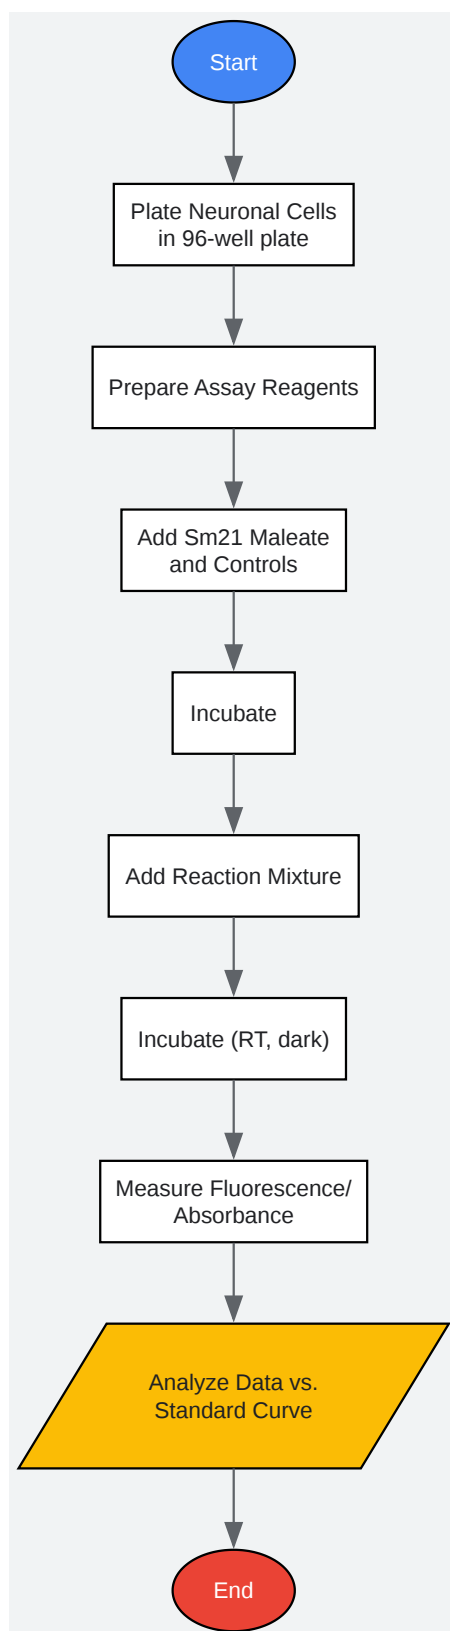 Start
Plate Neuronal Cells
in 96-well plate
Prepare Assay Reagents
Add Sm21 Maleate
and Controls
Incubate
Add Reaction Mixture
Incubate (RT, dark)
Measure Fluorescence/
Absorbance
Analyze Data vs.
Standard Curve
End